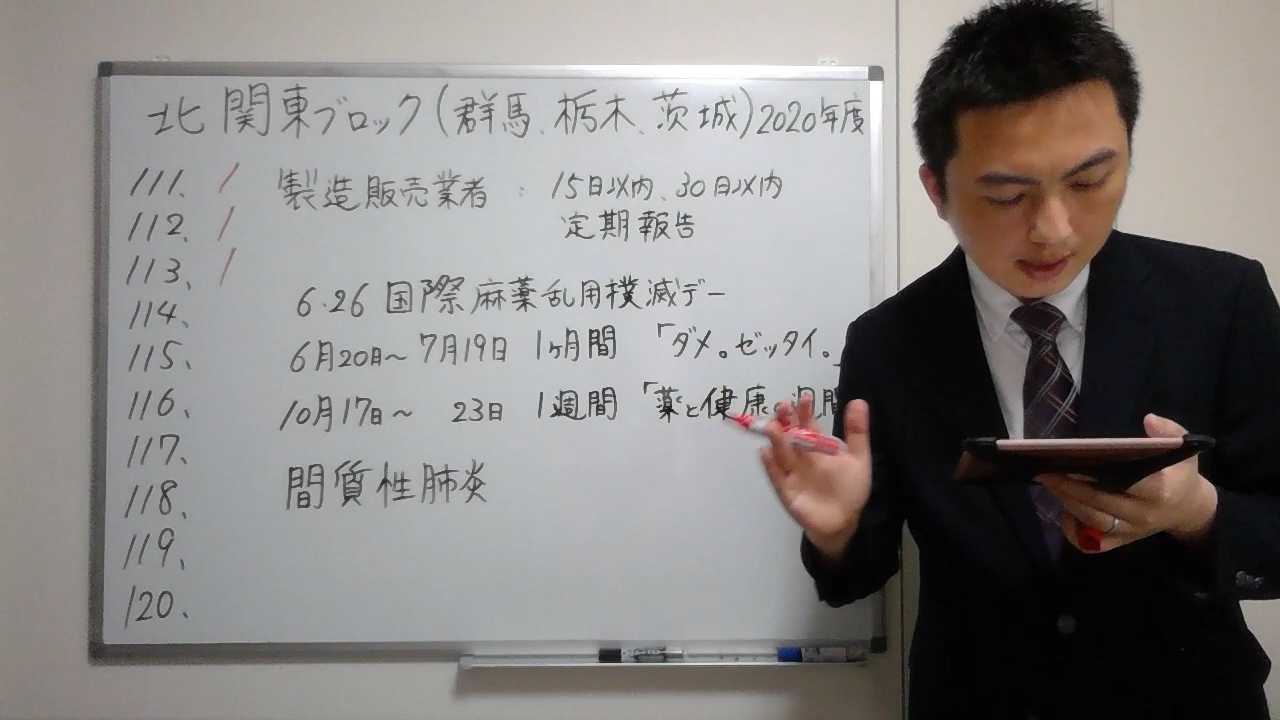 北関東ブロック(群馬、栃木、茨城)2020年度
111. /
112. /
113、/
114.
115、
116、
117、
118、
119、
120、
製造販売業者 : 15日以内、30日以内
定期報告
6.26 国際麻薬乱用撲滅デー
6月20日~7月19日 1ヶ月間 「ダメ。ゼッタイ。」
10月17日~ 23日 1週間 「薬と健康の週間
間質性肺炎